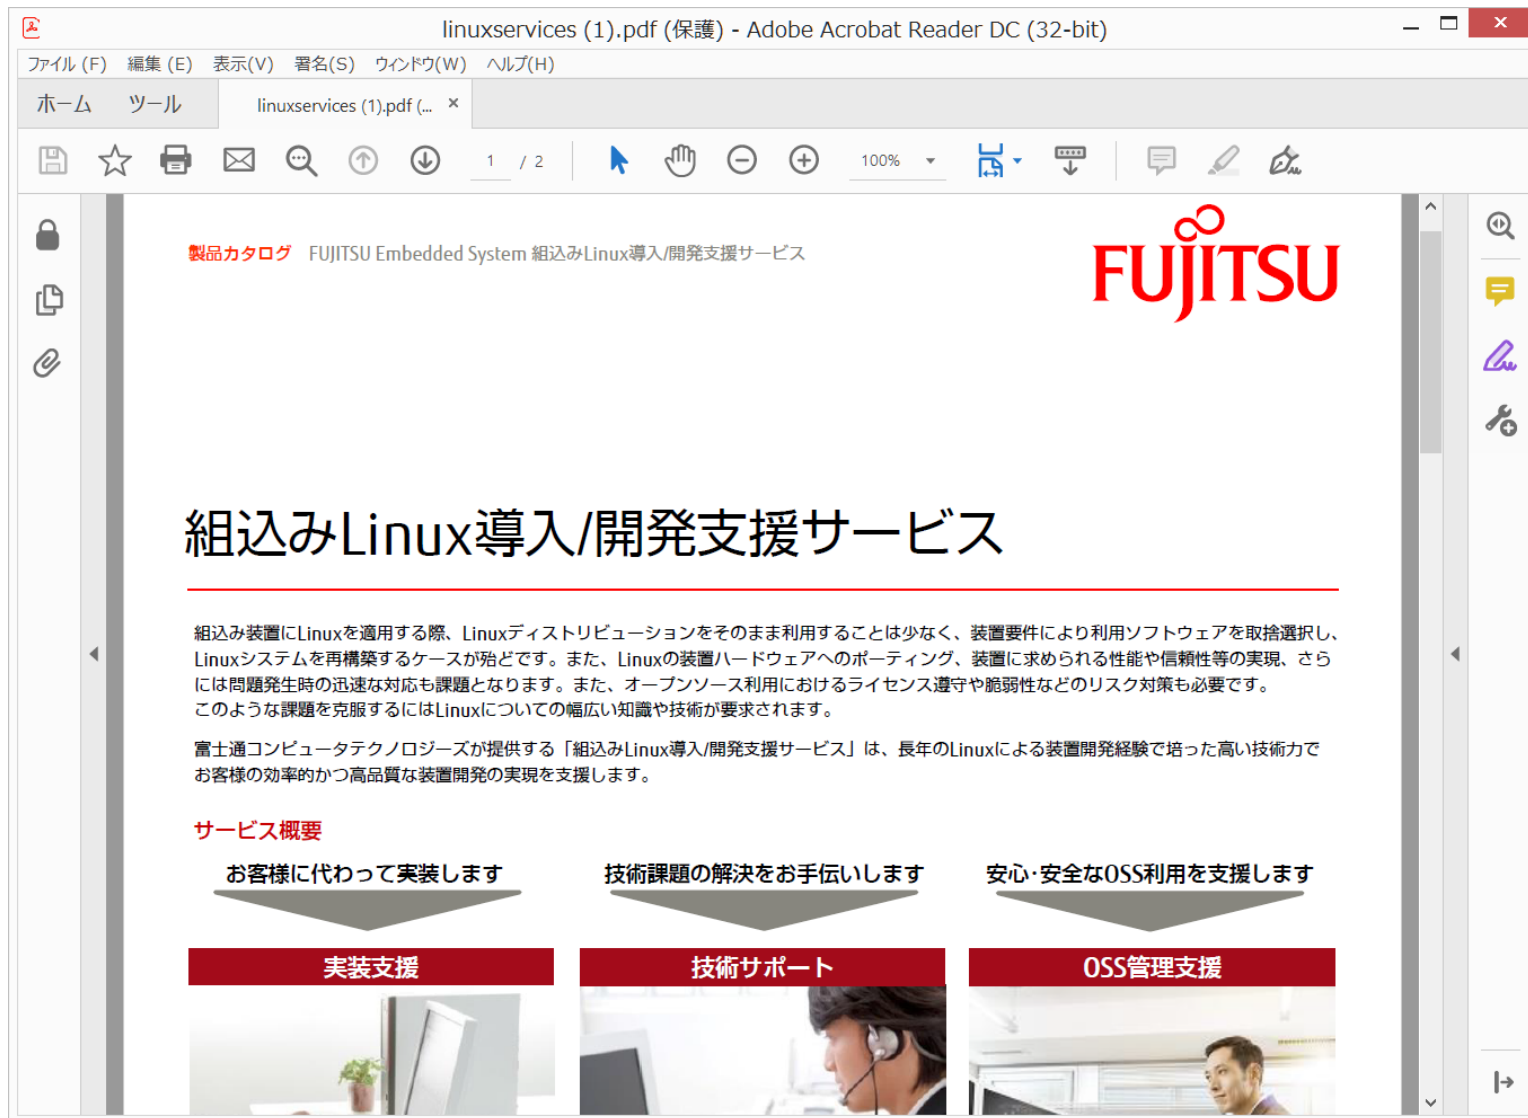 linuxservices (1).pdf (保護) - Adobe Acrobat Reader DC (32-bit)
ファイル (F) 編集 (E) 表示(V) 署名(S) ウィンドウ(W) ヘルプ(H)
ホーム ツール linuxservices (1).pdf (... ×
1 / 2 100%
製品カタログ FUJITSU Embedded System 組込みLinux導入/開発支援サービス
FUJITSU
組込みLinux導入/開発支援サービス
組込み装置にLinuxを適用する際、Linuxディストリビューションをそのまま利用することは少なく、装置要件により利用ソフトウェアを取捨選択し、
Linuxシステムを再構築するケースが殆どです。また、Linuxの装置ハードウェアへのポーティング、装置に求められる性能や信頼性等の実現、さら
には問題発生時の迅速な対応も課題となります。また、オープンソース利用におけるライセンス遵守や脆弱性などのリスク対策も必要です。
このような課題を克服するにはLinuxについての幅広い知識や技術が要求されます。
富士通コンピュータテクノロジーズが提供する「組込みLinux導入/開発支援サービス」は、長年のLinuxによる装置開発経験で培った高い技術力で
お客様の効率的かつ高品質な装置開発の実現を支援します。
サービス概要
お客様に代わって実装します 技術課題の解決をお手伝いします 安心・安全なOSS利用を支援します
実装支援 技術サポート OSS管理支援